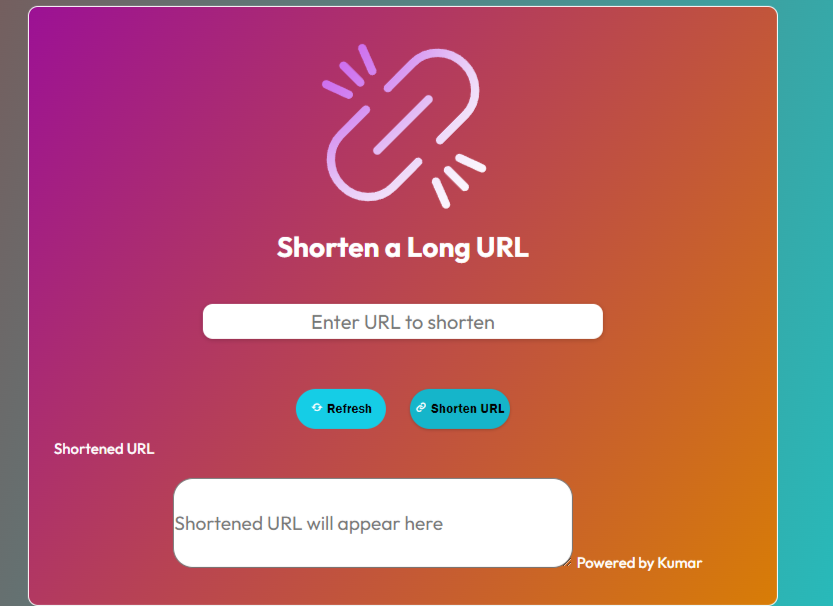 Shorten a Long URL
Enter URL to shorten
Refresh
Shorten URL
Shortened URL
Shortened URL will appear here
Powered by Kumar